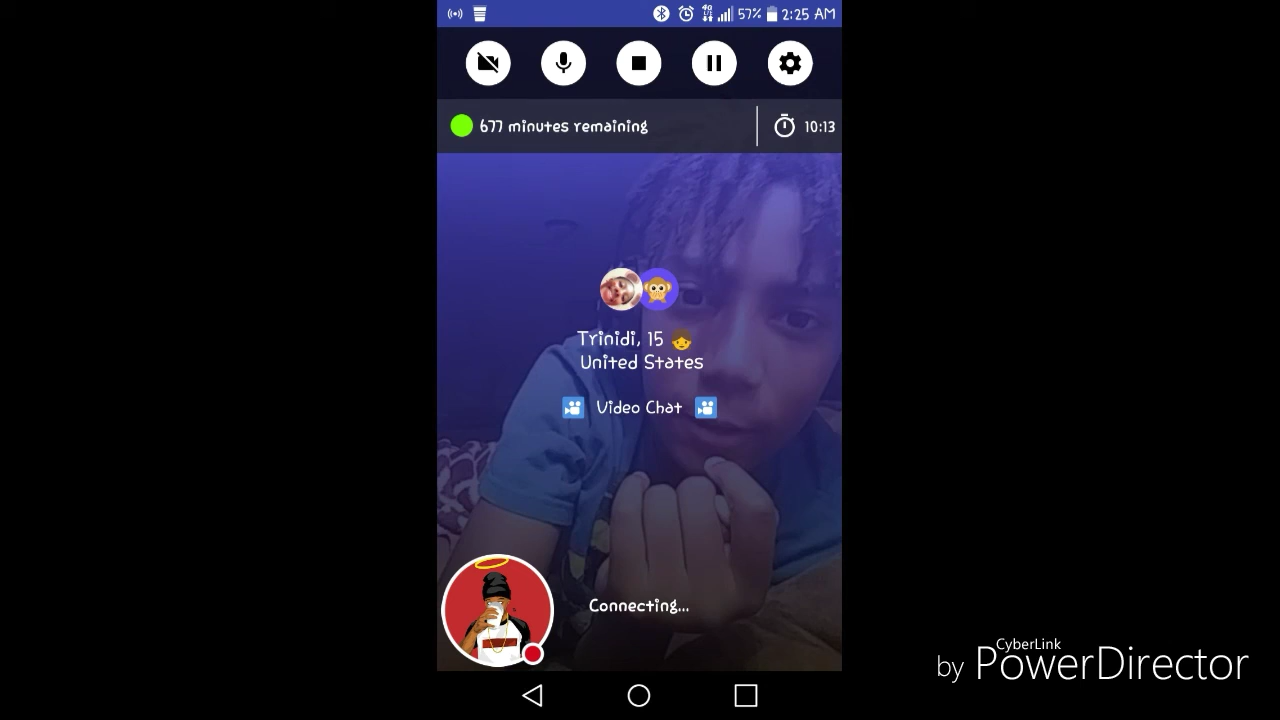 57% 2:25 AM
677 minutes remaining
10:13
Trinidi, 15
United States
Video Chat
Connecting...
CyberLink
by PowerDirector